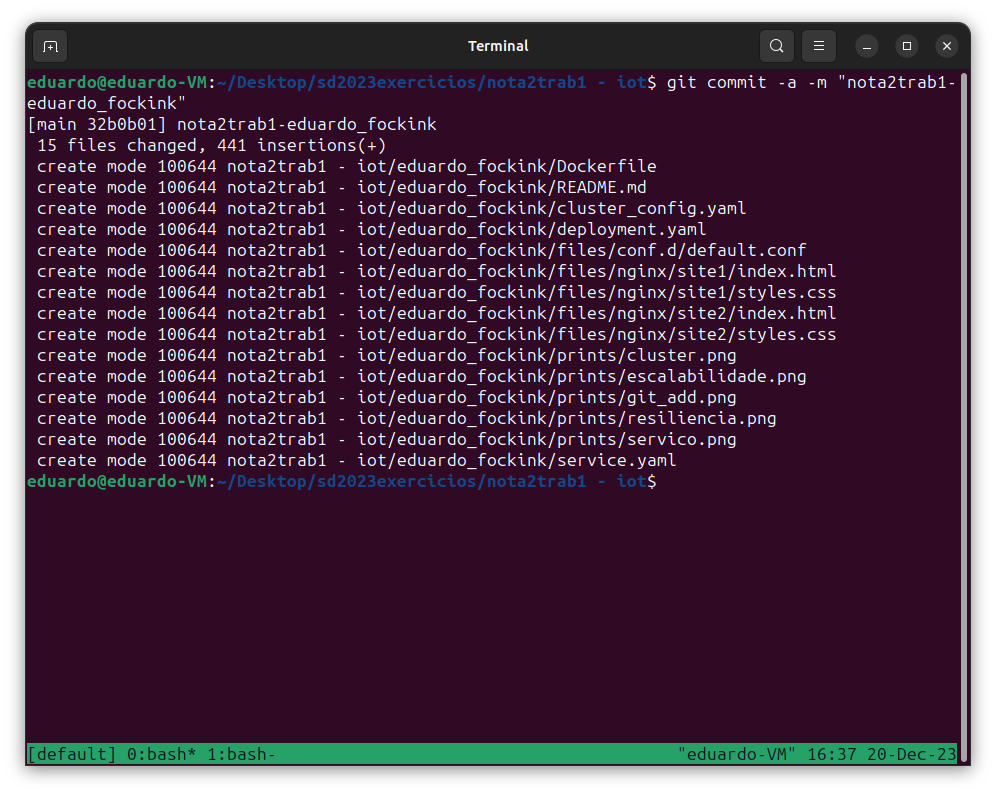 Terminal
eduardo@eduardo-VM:~/Desktop/sd2023exercicios/nota2trab1 - iot$ git commit -a -m "nota2trab1-
eduardo_fockink"
[main 32b0b01] nota2trab1-eduardo_fockink
 15 files changed, 441 insertions(+)
 create mode 100644 nota2trab1 - iot/eduardo_fockink/Dockerfile
 create mode 100644 nota2trab1 - iot/eduardo_fockink/README.md
 create mode 100644 nota2trab1 - iot/eduardo_fockink/cluster_config.yaml
 create mode 100644 nota2trab1 - iot/eduardo_fockink/deployment.yaml
 create mode 100644 nota2trab1 - iot/eduardo_fockink/files/conf.d/default.conf
 create mode 100644 nota2trab1 - iot/eduardo_fockink/files/nginx/site1/index.html
 create mode 100644 nota2trab1 - iot/eduardo_fockink/files/nginx/site1/styles.css
 create mode 100644 nota2trab1 - iot/eduardo_fockink/files/nginx/site2/index.html
 create mode 100644 nota2trab1 - iot/eduardo_fockink/files/nginx/site2/styles.css
 create mode 100644 nota2trab1 - iot/eduardo_fockink/prints/cluster.png
 create mode 100644 nota2trab1 - iot/eduardo_fockink/prints/escalabilidade.png
 create mode 100644 nota2trab1 - iot/eduardo_fockink/prints/git_add.png
 create mode 100644 nota2trab1 - iot/eduardo_fockink/prints/resiliencia.png
 create mode 100644 nota2trab1 - iot/eduardo_fockink/prints/servico.png
 create mode 100644 nota2trab1 - iot/eduardo_fockink/service.yaml
eduardo@eduardo-VM:~/Desktop/sd2023exercicios/nota2trab1 - iot$
[default] 0:bash* 1:bash- "eduardo-VM" 16:37 20-Dec-23